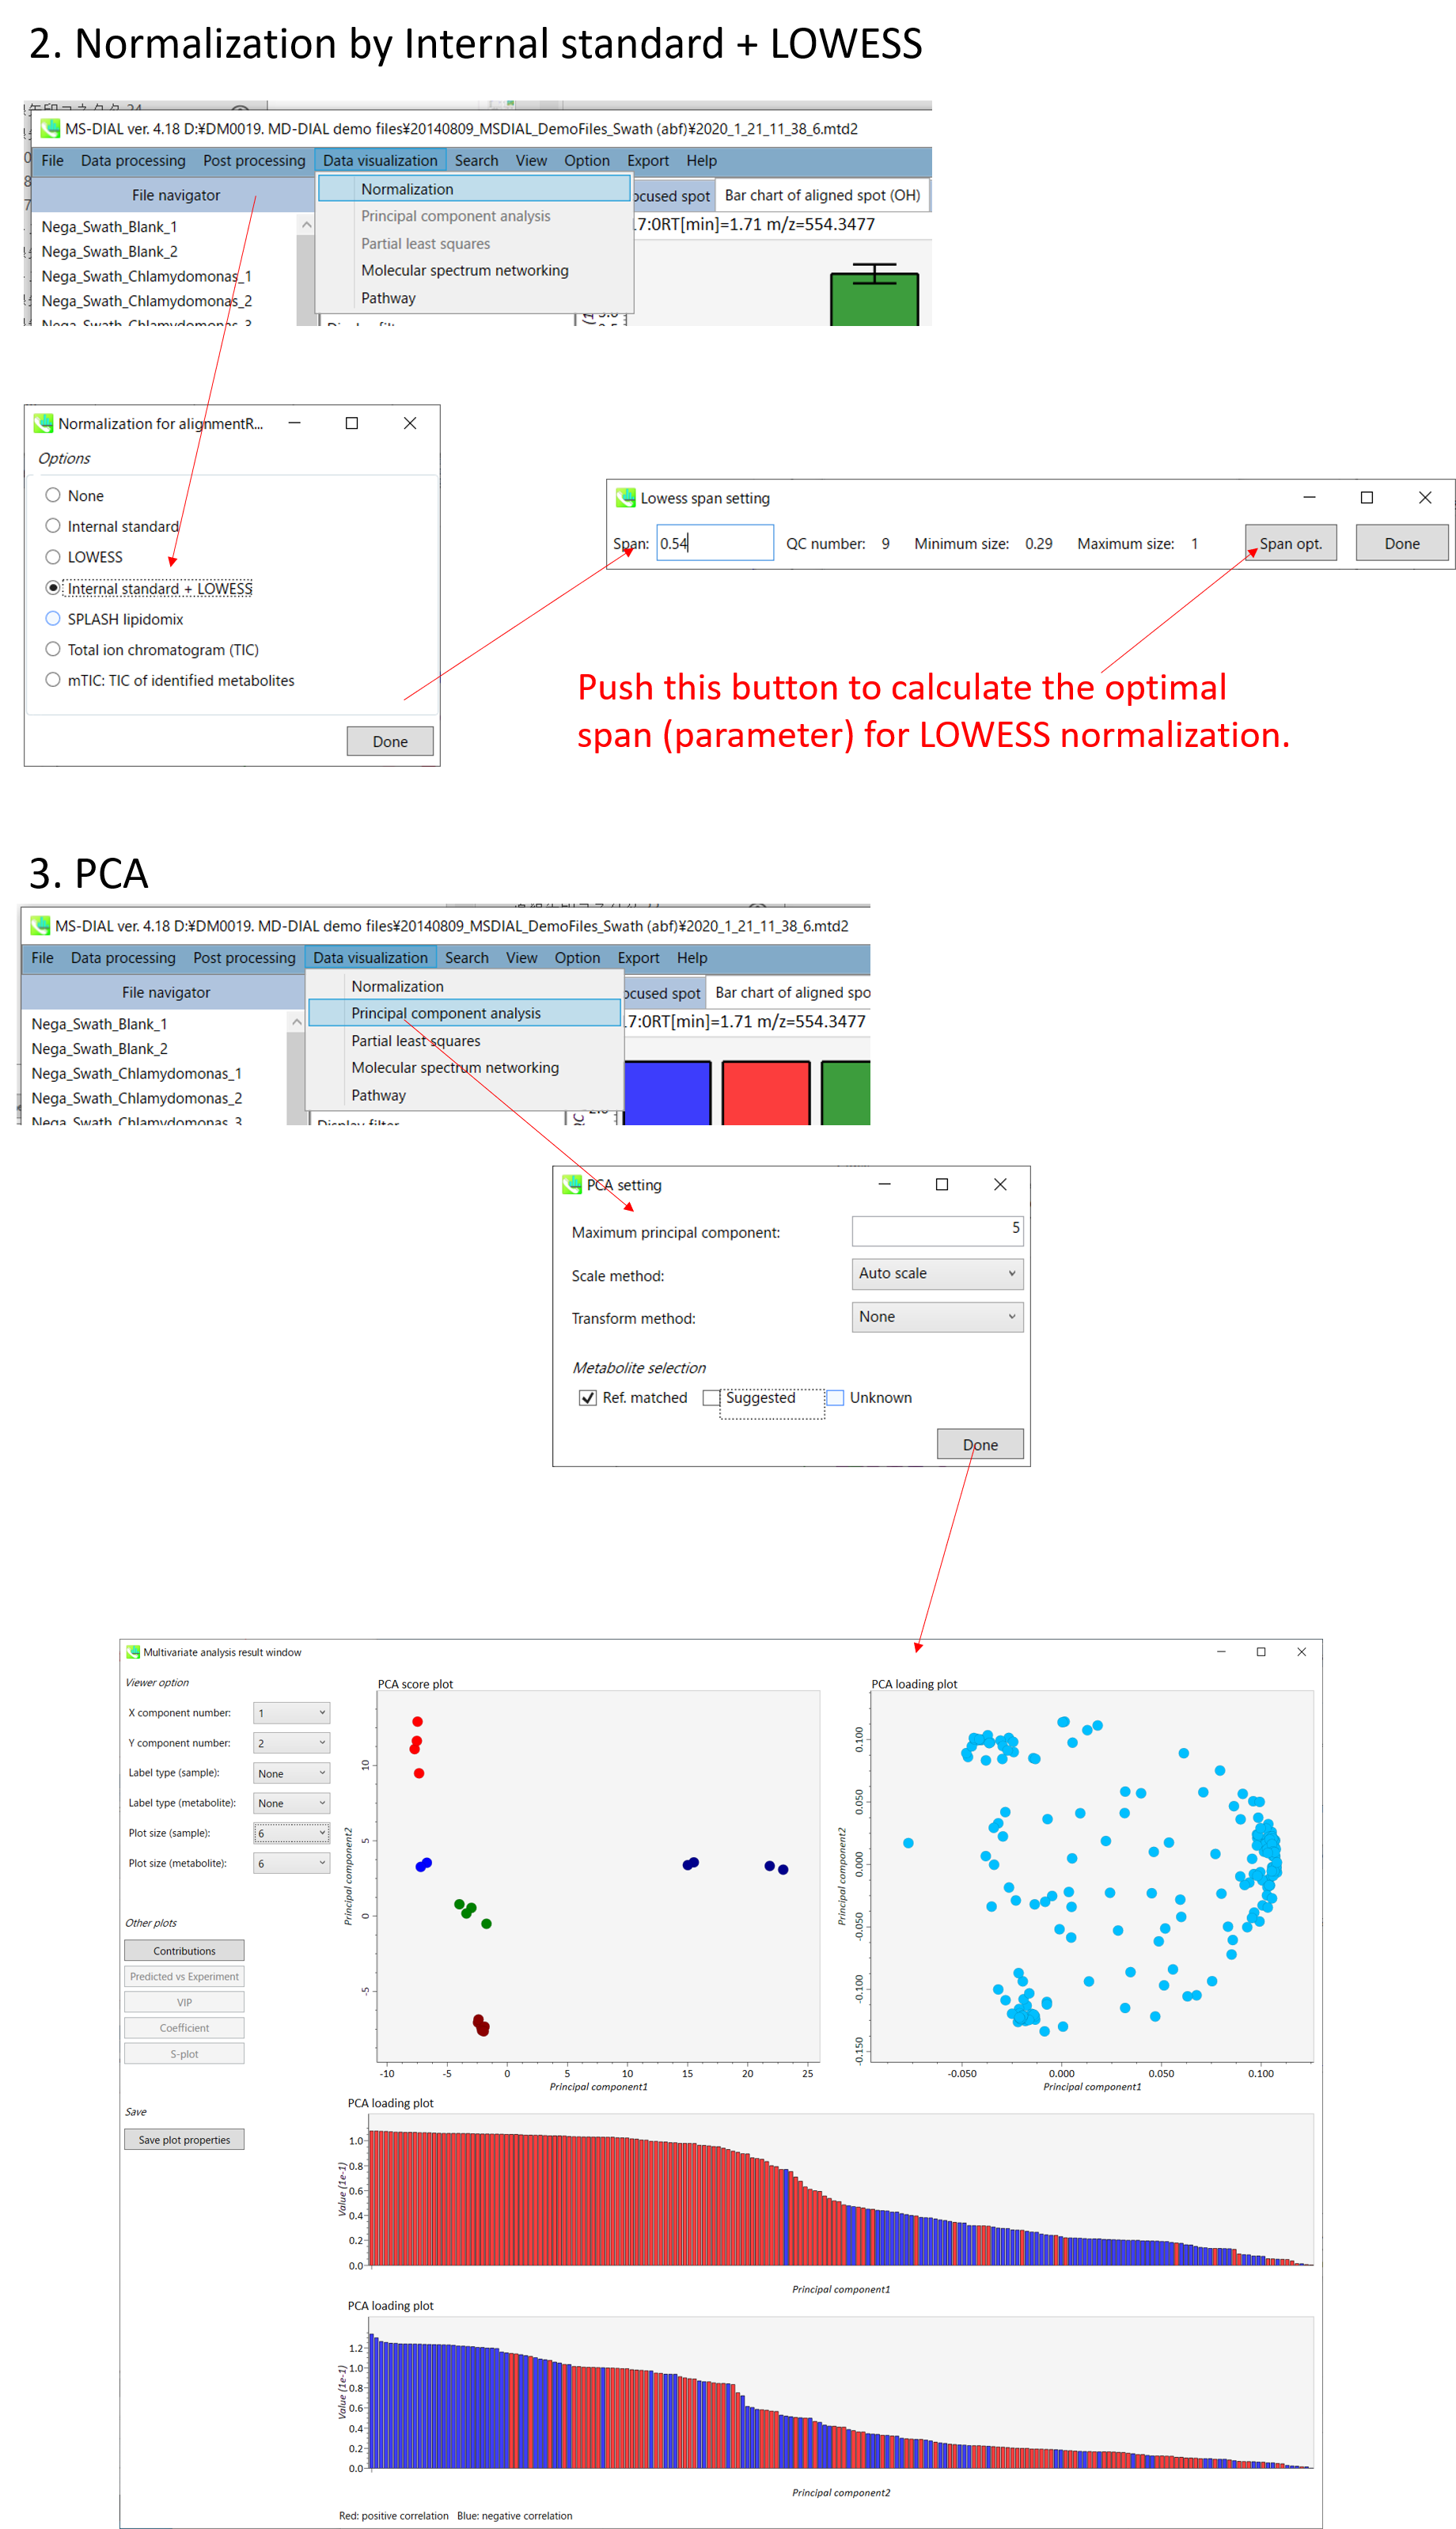 2. Normalization by Internal standard + LOWESS
MS-DIAL ver. 4.18 D:¥DM0019. MD-DIAL demo files¥20140809_MSDIAL_DemoFiles_Swath (abf)¥2020_1_21_11_38_6.mtd2
File Data processing Post processing Data visualization Search View Option Export Help
File navigator
Normalization
ocused spot Bar chart of aligned spot (OH)
Nega_Swath_Blank_1
Principal component analysis
17:0RT[min]=1.71 m/z=554.3477
Nega_Swath_Blank_2
Partial least squares
Nega_Swath_Chlamydomonas_1
Molecular spectrum networking
Nega_Swath_Chlamydomonas_2
Pathway
Nega_Swath_Chlamydomonas_3
Display filter
Normalization for alignmentR...
Options
None
Internal standard
LOWESS
Internal standard + LOWESS
SPLASH lipidomix
Total ion chromatogram (TIC)
mTIC: TIC of identified metabolites
Done
Lowess span setting
Span: 0.54 QC number: 9 Minimum size: 0.29 Maximum size: 1 Span opt. Done
Push this button to calculate the optimal
span (parameter) for LOWESS normalization.
3. PCA
MS-DIAL ver. 4.18 D:¥DM0019. MD-DIAL demo files¥20140809_MSDIAL_DemoFiles_Swath (abf)¥2020_1_21_11_38_6.mtd2
File Data processing Post processing Data visualization Search View Option Export Help
File navigator
Normalization
ocused spot Bar chart of aligned spo
Nega_Swath_Blank_1
Principal component analysis
17:0RT[min]=1.71 m/z=554.3477
Nega_Swath_Blank_2
Partial least squares
Nega_Swath_Chlamydomonas_1
Molecular spectrum networking
Nega_Swath_Chlamydomonas_2
Pathway
Nega_Swath_Chlamydomonas_3
Display filter
PCA setting
Maximum principal component: 5
Scale method: Auto scale
Transform method: None
Metabolite selection
Ref. matched Suggested Unknown
Done
Multivariate analysis result window
Viewer option
X component number: 1
Y component number: 2
Label type (sample): None
Label type (metabolite): None
Plot size (sample): 6
Plot size (metabolite): 6
Other plots
Contributions
Predicted vs Experiment
VIP
Coefficient
S-plot
Save
Save plot properties
PCA score plot
Principal component2
10
5
0
-5
-10 -5 0 5 10 15 20 25
Principal component1
PCA loading plot
Principal component2
0.100
0.050
0.000
-0.050
-0.100
-0.150
-0.050 0.000 0.050 0.100
Principal component1
PCA loading plot
Value (1e-1)
1.0
0.8
0.6
0.4
0.2
0.0
Principal component1
PCA loading plot
Value (1e-1)
1.2
1.0
0.8
0.6
0.4
0.2
0.0
Principal component2
Red: positive correlation Blue: negative correlation